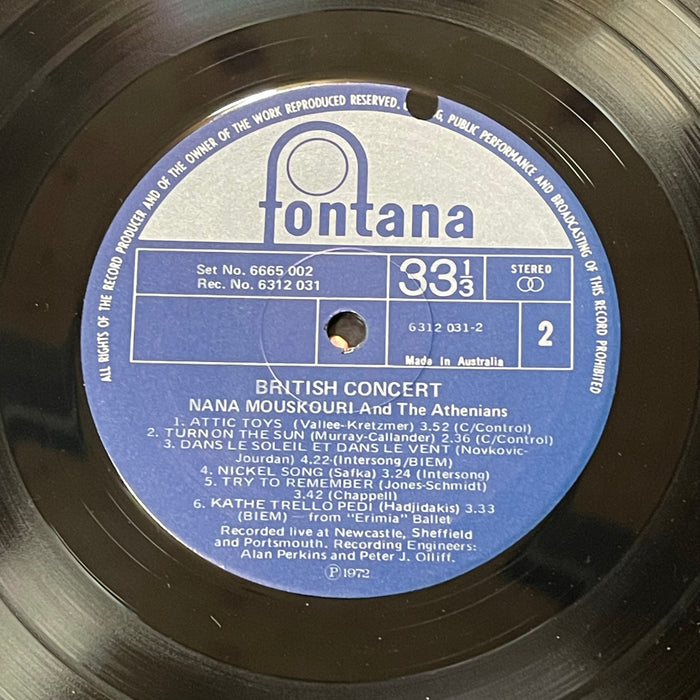 ALL RIGHTS OF THE RECORD PRODUCER AND OF THE OWNER OF THE WORK REPRODUCED RESERVED. G, PUBLIC PERFORMANCE AND BROADCASTING OF THIS RECORD PROHIBITED
fontana
Set No. 6665 002
Rec. No. 6312 031
33 1/3
STEREO
6312 031-2
Made in Australia
2
BRITISH CONCERT
NANA MOUSKOURI And The Athenians
1. ATTIC TOYS (Vallee-Kretzmer) 3.52 (C/Control)
2. TURN ON THE SUN (Murray-Callander) 2.36 (C/Control)
3. DANS LE SOLEIL ET DANS LE VENT (Novkovic-
Jourdan) 4.22 (Intersong/BIEM)
4. NICKEL SONG (Safka) 3.24 (Intersong)
5. TRY TO REMEMBER (Jones-Schmidt)
3.42 (Chappell)
6. KATHE TRELLO PEDI (Hadjidakis) 3.33
(BIEM) — from "Erimia" Ballet
Recorded live at Newcastle, Sheffield
and Portsmouth. Recording Engineers:
Alan Perkins and Peter J. Olliff.
Ⓟ 1972